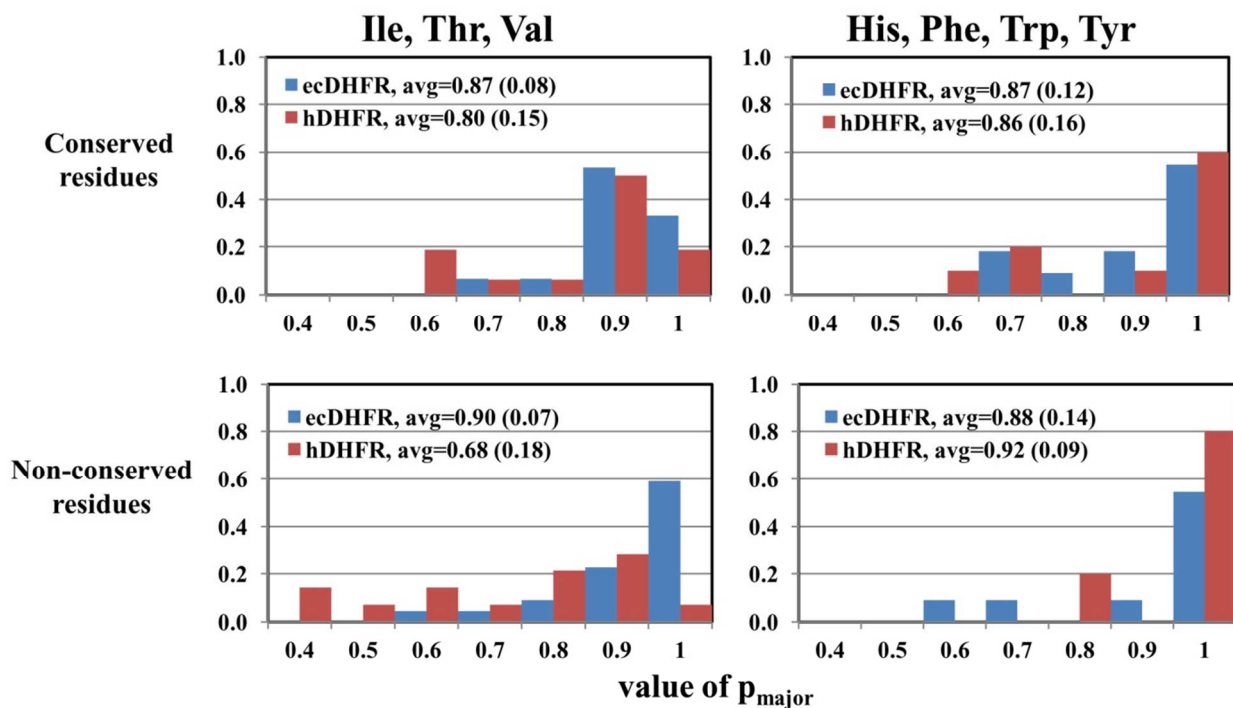 Ile, Thr, Val
His, Phe, Trp, Tyr
Conserved
residues
1.0
0.8
0.6
0.4
0.2
0.0
ecDHFR, avg=0.87 (0.08)
hDHFR, avg=0.80 (0.15)
0.4 0.5 0.6 0.7 0.8 0.9 1
1.0
0.8
0.6
0.4
0.2
0.0
ecDHFR, avg=0.87 (0.12)
hDHFR, avg=0.86 (0.16)
0.4 0.5 0.6 0.7 0.8 0.9 1
Non-conserved
residues
1.0
0.8
0.6
0.4
0.2
0.0
ecDHFR, avg=0.90 (0.07)
hDHFR, avg=0.68 (0.18)
0.4 0.5 0.6 0.7 0.8 0.9 1
1.0
0.8
0.6
0.4
0.2
0.0
ecDHFR, avg=0.88 (0.14)
hDHFR, avg=0.92 (0.09)
0.4 0.5 0.6 0.7 0.8 0.9 1
value of pmajor